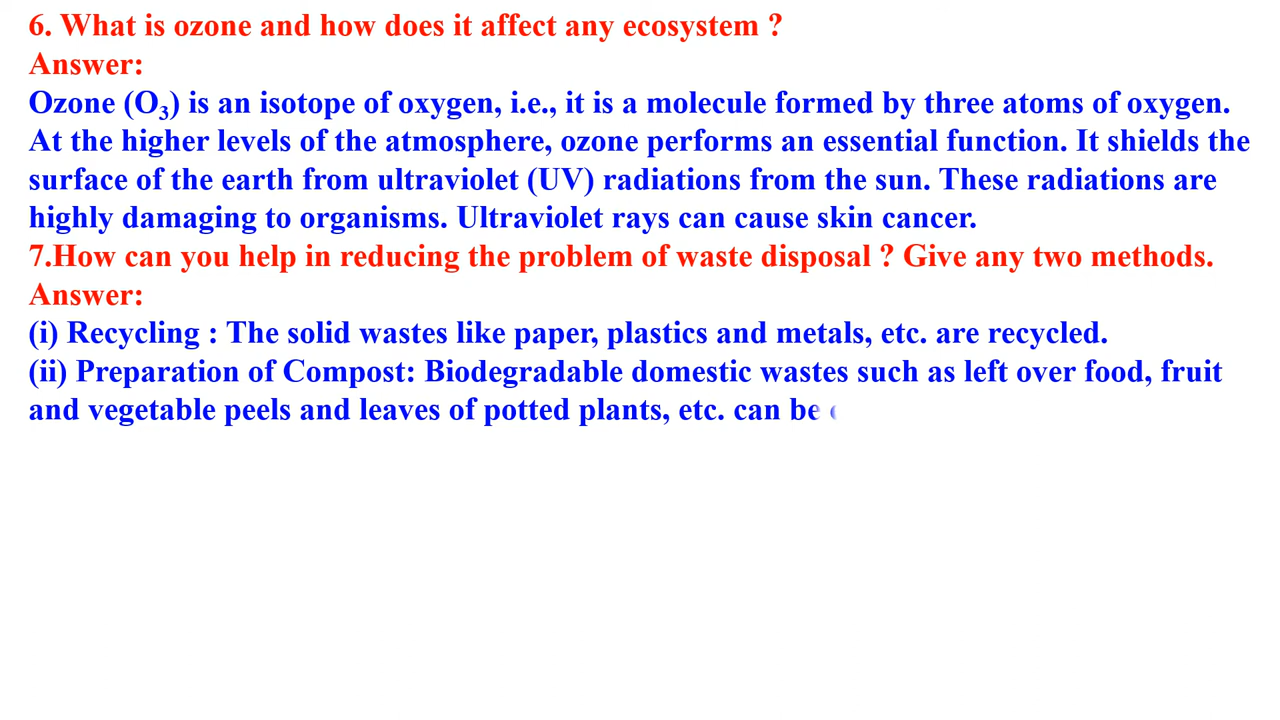 6. What is ozone and how does it affect any ecosystem ?
Answer:
Ozone (O₃) is an isotope of oxygen, i.e., it is a molecule formed by three atoms of oxygen.
At the higher levels of the atmosphere, ozone performs an essential function. It shields the
surface of the earth from ultraviolet (UV) radiations from the sun. These radiations are
highly damaging to organisms. Ultraviolet rays can cause skin cancer.
7.How can you help in reducing the problem of waste disposal ? Give any two methods.
Answer:
(i) Recycling : The solid wastes like paper, plastics and metals, etc. are recycled.
(ii) Preparation of Compost: Biodegradable domestic wastes such as left over food, fruit
and vegetable peels and leaves of potted plants, etc. can be